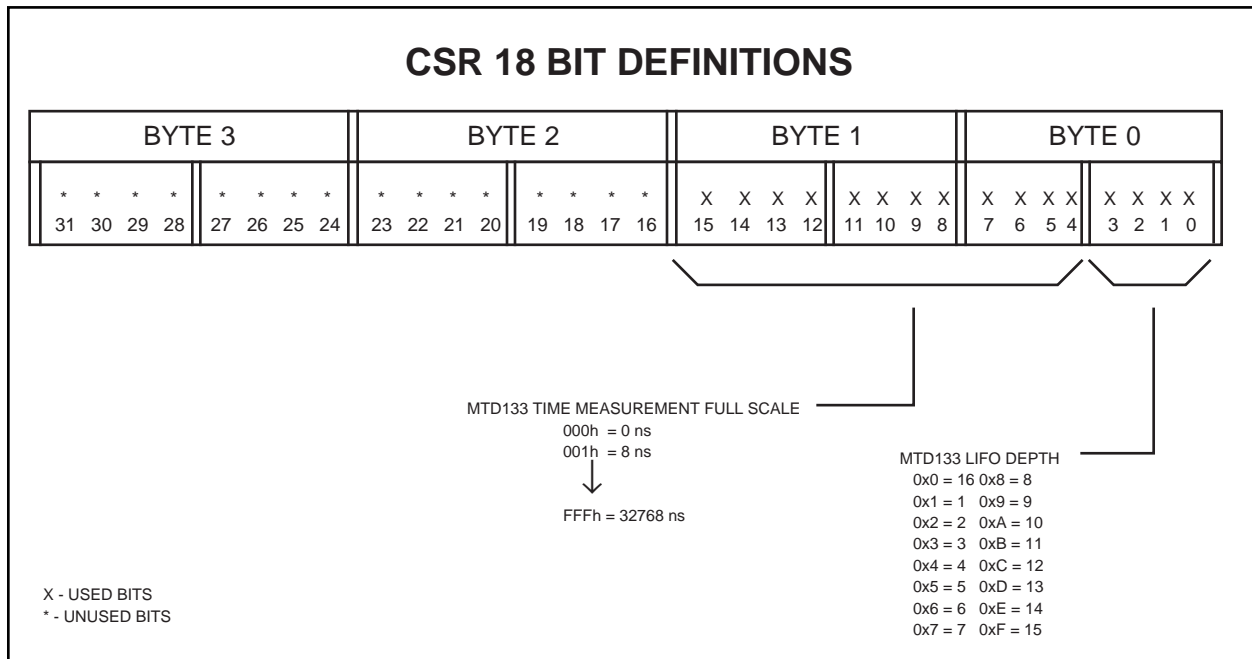 CSR 18 BIT DEFINITIONS
BYTE 3 BYTE 2 BYTE 1 BYTE 0
* * * * * * * * * * * * * * * * X X X X X X X X X X X X X X X X
31 30 29 28 27 26 25 24 23 22 21 20 19 18 17 16 15 14 13 12 11 10 9 8 7 6 5 4 3 2 1 0
MTD133 TIME MEASUREMENT FULL SCALE
000h = 0 ns
001h = 8 ns
FFFh = 32768 ns
MTD133 LIFO DEPTH
0x0 = 16 0x8 = 8
0x1 = 1 0x9 = 9
0x2 = 2 0xA = 10
0x3 = 3 0xB = 11
0x4 = 4 0xC = 12
0x5 = 5 0xD = 13
0x6 = 6 0xE = 14
0x7 = 7 0xF = 15
X - USED BITS
* - UNUSED BITS